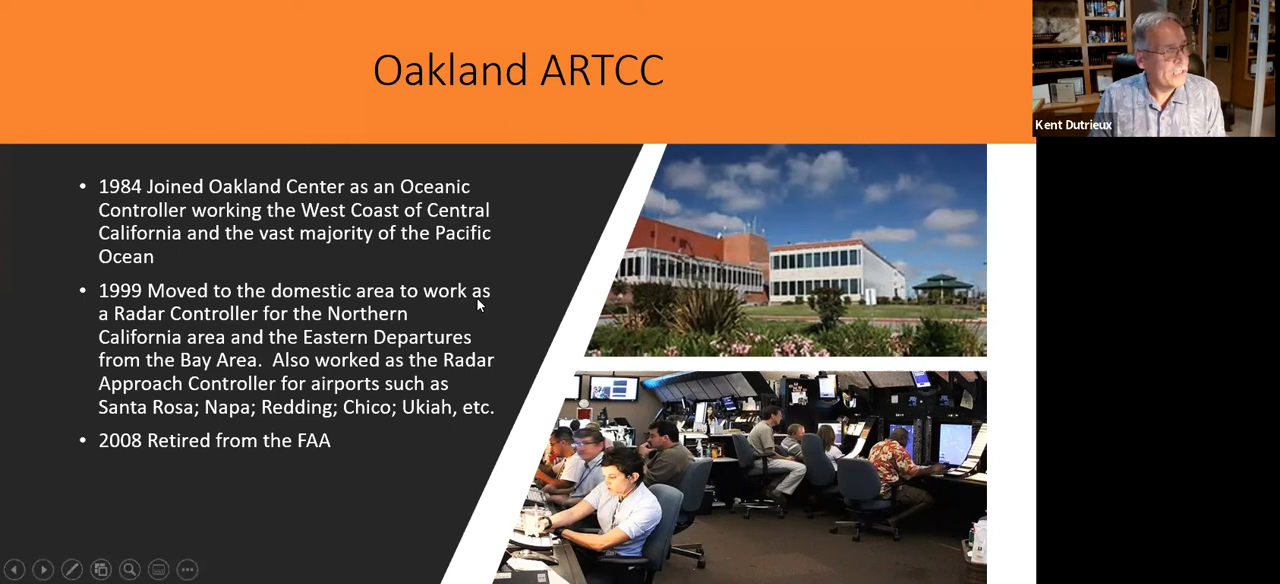 Oakland ARTCC
Kent Dutrieux
• 1984 Joined Oakland Center as an Oceanic
Controller working the West Coast of Central
California and the vast majority of the Pacific
Ocean
• 1999 Moved to the domestic area to work as
a Radar Controller for the Northern
California area and the Eastern Departures
from the Bay Area.  Also worked as the Radar
Approach Controller for airports such as
Santa Rosa; Napa; Redding; Chico; Ukiah, etc.
• 2008 Retired from the FAA